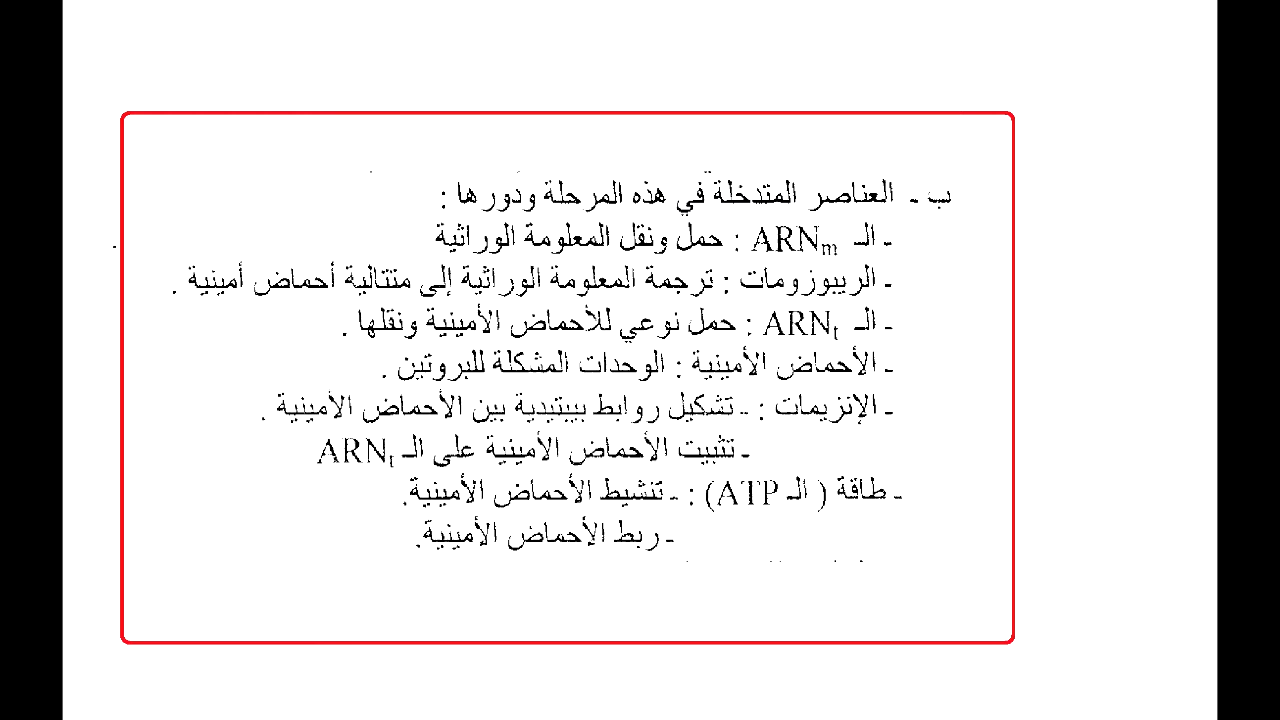 ب - العناصر المتدخلة في هذه المرحلة ودورها :
- الـ ARNm : حمل ونقل المعلومة الوراثية
- الريبوزومات : ترجمة المعلومة الوراثية إلى متتالية أحماض أمينية .
- الـ ARNt : حمل نوعي للأحماض الأمينية ونقلها .
- الأحماض الأمينية : الوحدات المشكلة للبروتين .
- الإنزيمات : - تشكيل روابط ببيتيدية بين الأحماض الأمينية .
- تثبيت الأحماض الأمينية على الـ ARNt
- طاقة ( الـ ATP) : - تنشيط الأحماض الأمينية.
- ربط الأحماض الأمينية.